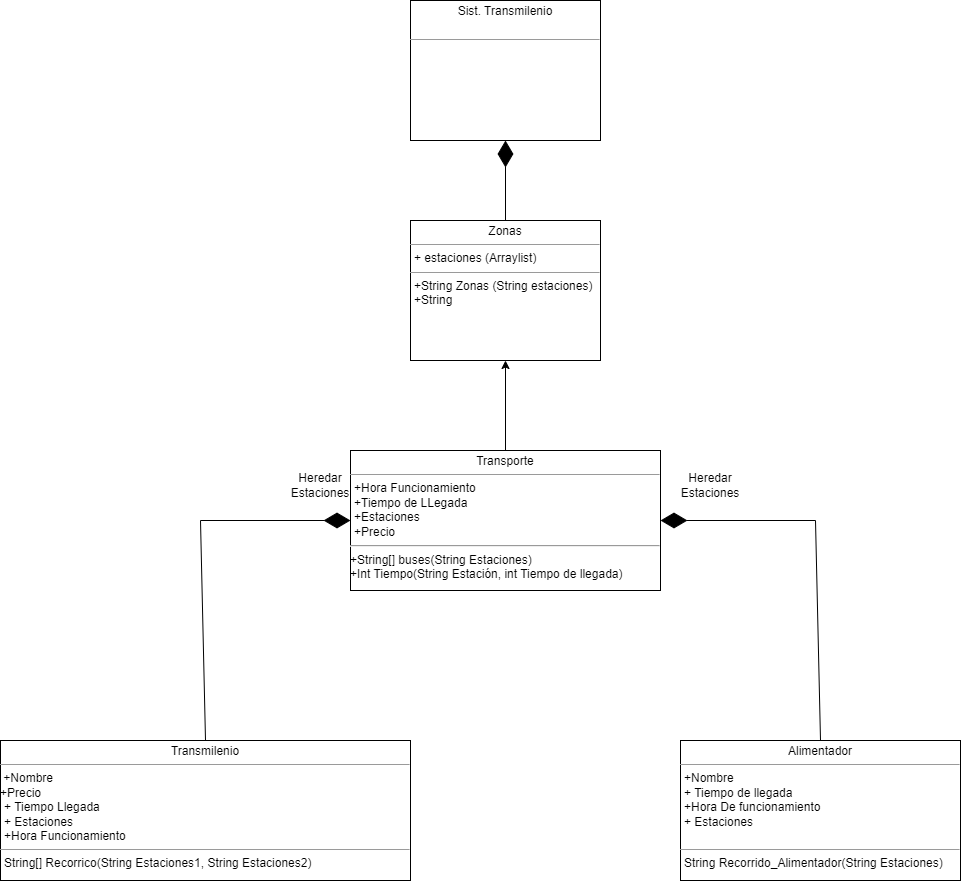 Sist. Transmilenio
Zonas
+ estaciones (Arraylist)
+String Zonas (String estaciones)
+String
Transporte
Heredar
Estaciones
+Hora Funcionamiento
+Tiempo de LLegada
+Estaciones
+Precio
+String[] buses(String Estaciones)
+Int Tiempo(String Estación, int Tiempo de llegada)
Heredar
Estaciones
Transmilenio
+Nombre
+Precio
+ Tiempo Llegada
+ Estaciones
+Hora Funcionamiento
String[] Recorrico(String Estaciones1, String Estaciones2)
Alimentador
+Nombre
+ Tiempo de llegada
+Hora De funcionamiento
+ Estaciones
String Recorrido_Alimentador(String Estaciones)